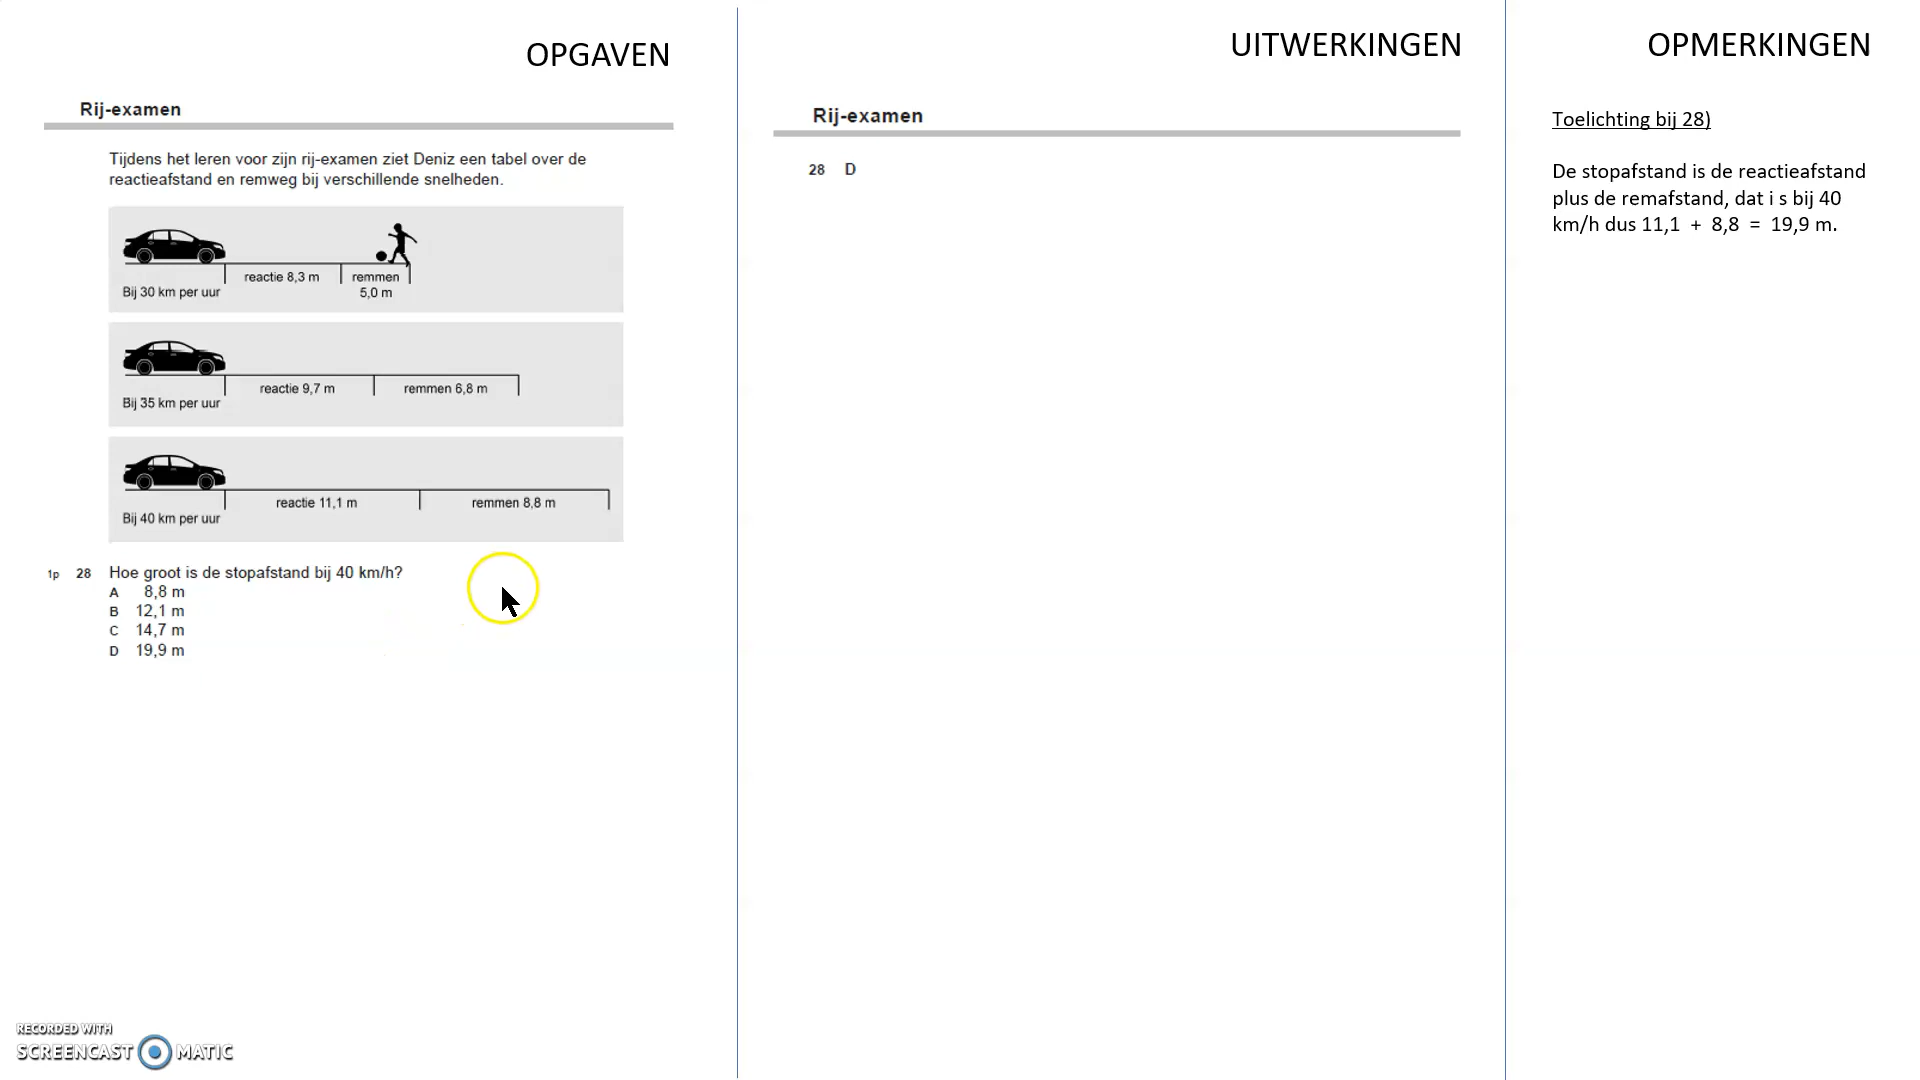 OPGAVEN
Rij-examen
Tijdens het leren voor zijn rij-examen ziet Deniz een tabel over de
reactieafstand en remweg bij verschillende snelheden.
reactie 8,3 m
remmen
5,0 m
Bij 30 km per uur
reactie 9,7 m
remmen 6,8 m
Bij 35 km per uur
reactie 11,1 m
remmen 8,8 m
Bij 40 km per uur
1p 28 Hoe groot is de stopafstand bij 40 km/h?
A 8,8 m
B 12,1 m
C 14,7 m
D 19,9 m
UITWERKINGEN
Rij-examen
28 D
OPMERKINGEN
Toelichting bij 28)
De stopafstand is de reactieafstand
plus de remafstand, dat i s bij 40
km/h dus 11,1 + 8,8 = 19,9 m.
RECORDED WITH
SCREENCAST MATIC